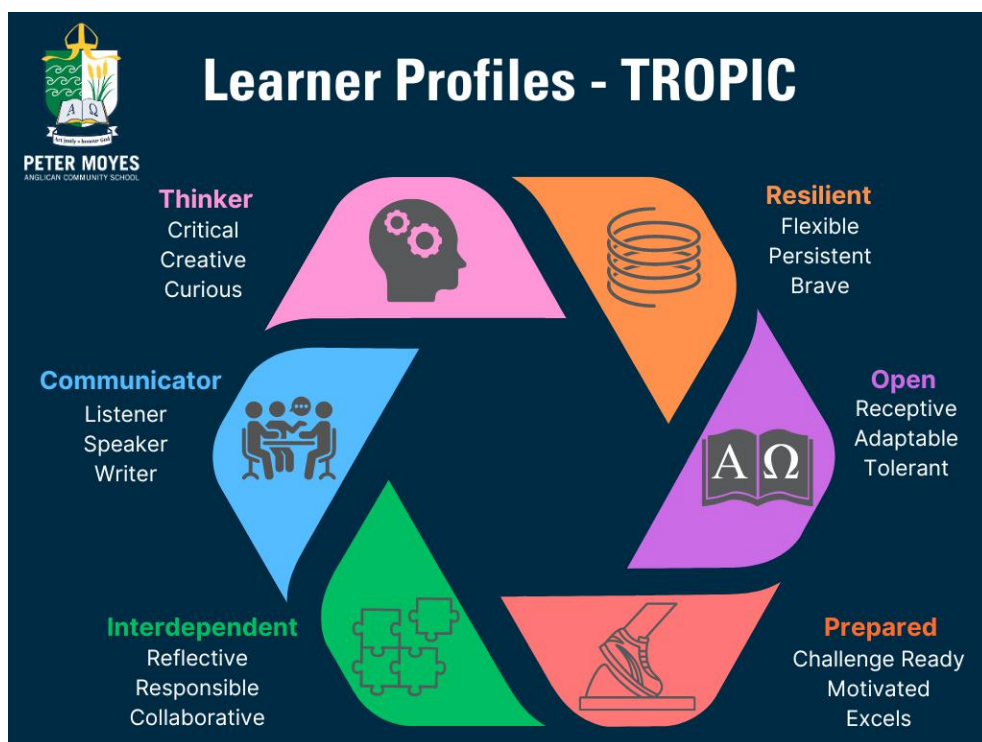 Learner Profiles - TROPIC
PETER MOYES
ANGLICAN COMMUNITY SCHOOL
Thinker
Critical
Creative
Curious
Resilient
Flexible
Persistent
Brave
Open
Receptive
Adaptable
Tolerant
Prepared
Challenge Ready
Motivated
Excels
Interdependent
Reflective
Responsible
Collaborative
Communicator
Listener
Speaker
Writer
Α Ω
Α Ω